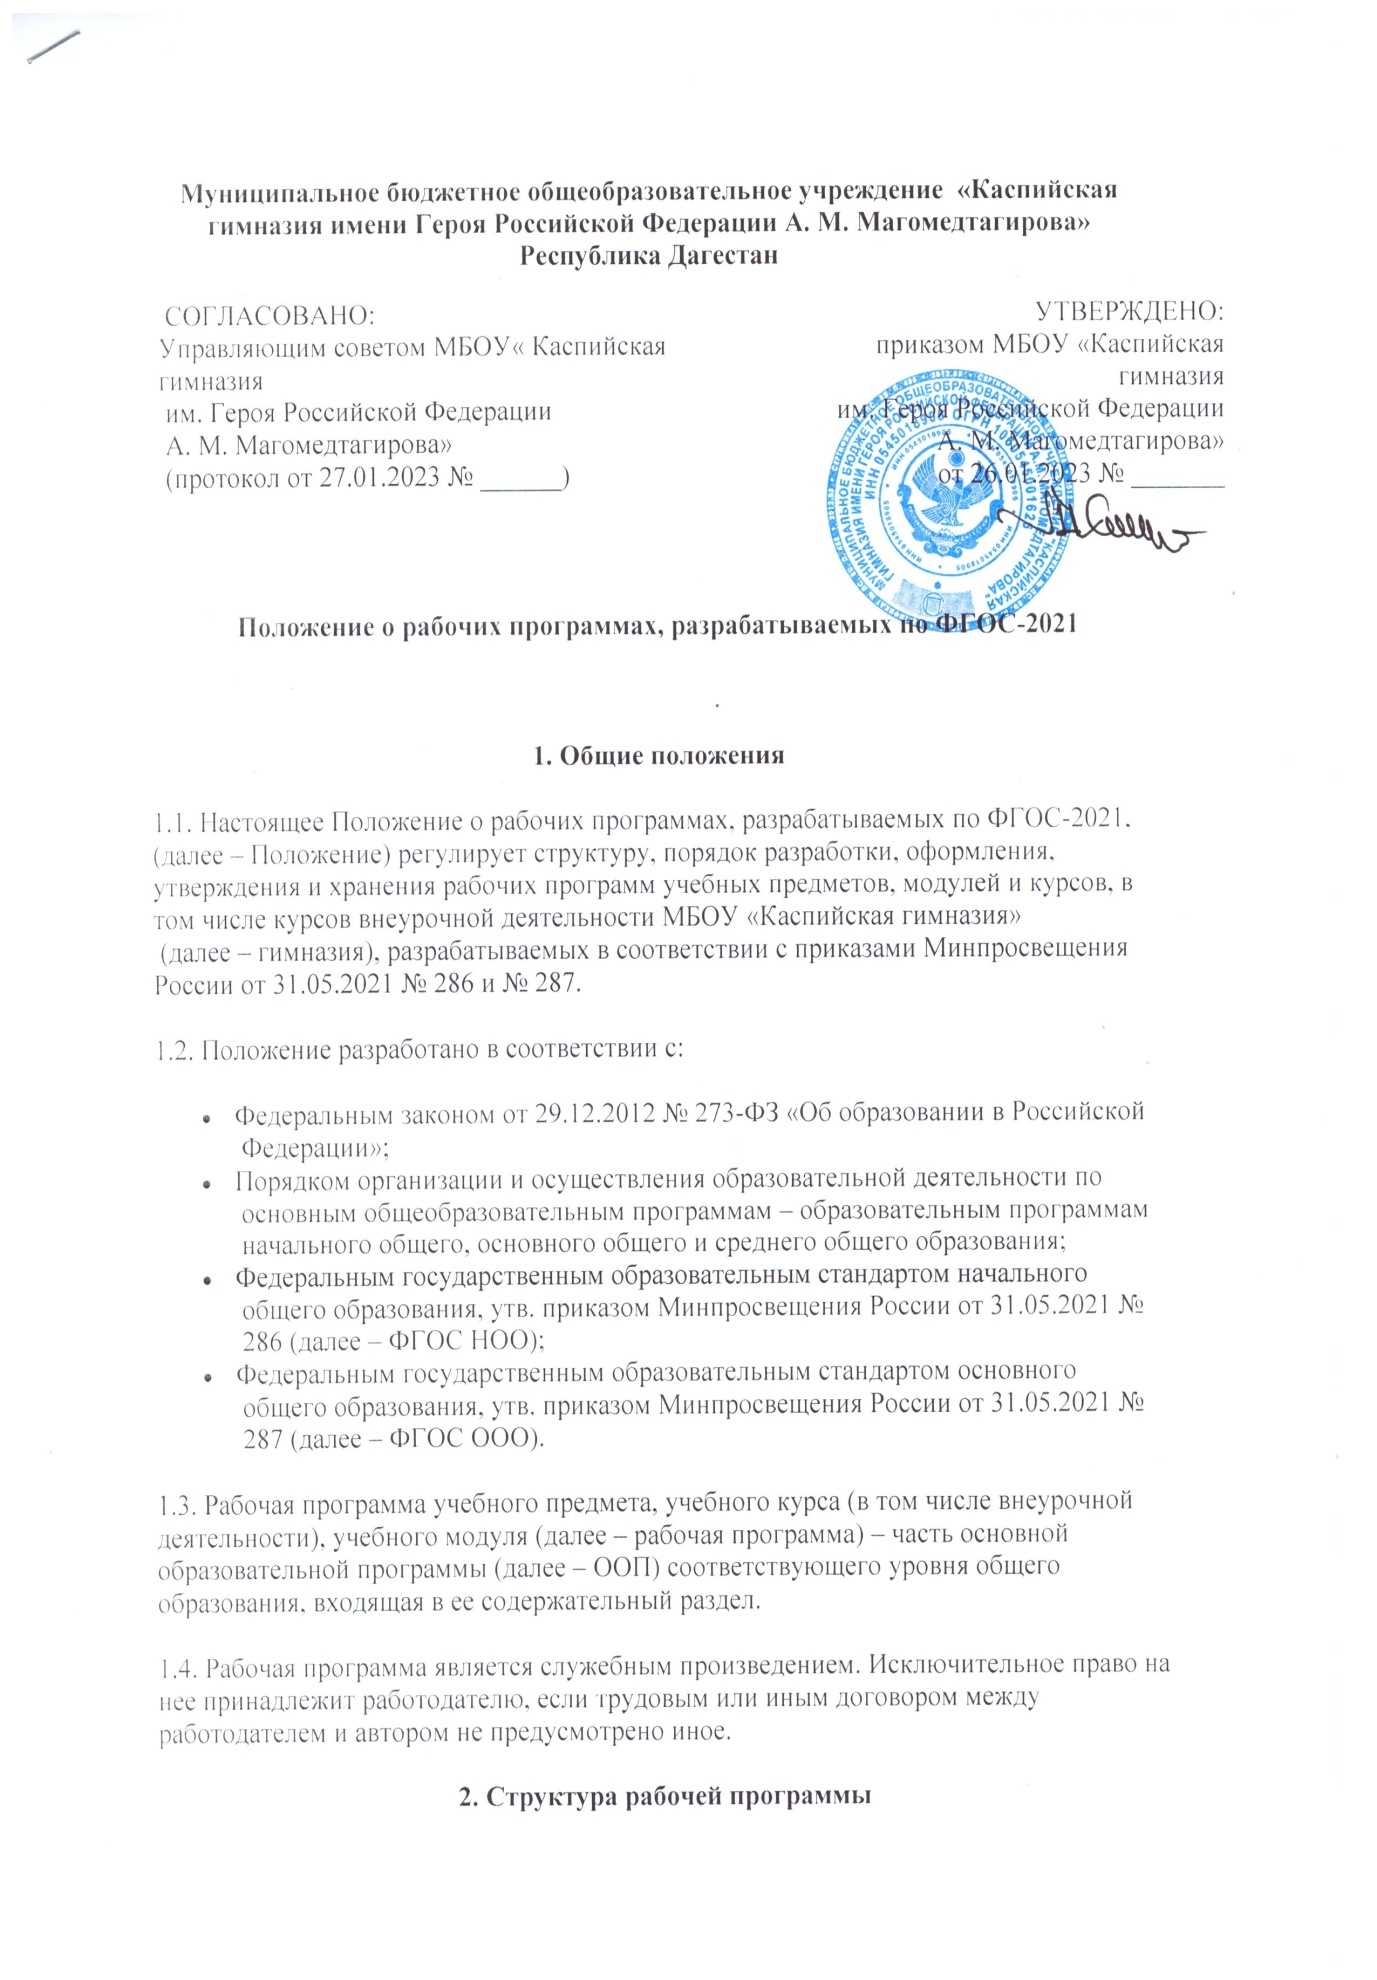 Муниципальное бюджетное общеобразовательное учреждение «Каспийская
гимназия имени Героя Российской Федерации А. М. Магомедтагирова»
Республика Дагестан
СОГЛАСОВАНО:
Управляющим советом МБОУ« Каспийская
гимназия
им. Героя Российской Федерации
А. М. Магомедтагирова»
(протокол от 27.01.2023 № ______)
УТВЕРЖДЕНО:
приказом МБОУ «Каспийская
гимназия
им. Героя Российской Федерации
А. М. Магомедтагирова»
от 26.01.2023 № _______
Положение о рабочих программах, разрабатываемых по ФГОС-2021
1. Общие положения
1.1. Настоящее Положение о рабочих программах, разрабатываемых по ФГОС-2021,
(далее – Положение) регулирует структуру, порядок разработки, оформления,
утверждения и хранения рабочих программ учебных предметов, модулей и курсов, в
том числе курсов внеурочной деятельности МБОУ «Каспийская гимназия»
(далее – гимназия), разрабатываемых в соответствии с приказами Минпросвещения
России от 31.05.2021 № 286 и № 287.
1.2. Положение разработано в соответствии с:
• Федеральным законом от 29.12.2012 № 273-ФЗ «Об образовании в Российской
Федерации»;
• Порядком организации и осуществления образовательной деятельности по
основным общеобразовательным программам – образовательным программам
начального общего, основного общего и среднего общего образования;
• Федеральным государственным образовательным стандартом начального
общего образования, утв. приказом Минпросвещения России от 31.05.2021 №
286 (далее – ФГОС НОО);
• Федеральным государственным образовательным стандартом основного
общего образования, утв. приказом Минпросвещения России от 31.05.2021 №
287 (далее – ФГОС ООО).
1.3. Рабочая программа учебного предмета, учебного курса (в том числе внеурочной
деятельности), учебного модуля (далее – рабочая программа) – часть основной
образовательной программы (далее – ООП) соответствующего уровня общего
образования, входящая в ее содержательный раздел.
1.4. Рабочая программа является служебным произведением. Исключительное право на
нее принадлежит работодателю, если трудовым или иным договором между
работодателем и автором не предусмотрено иное.
2. Структура рабочей программы